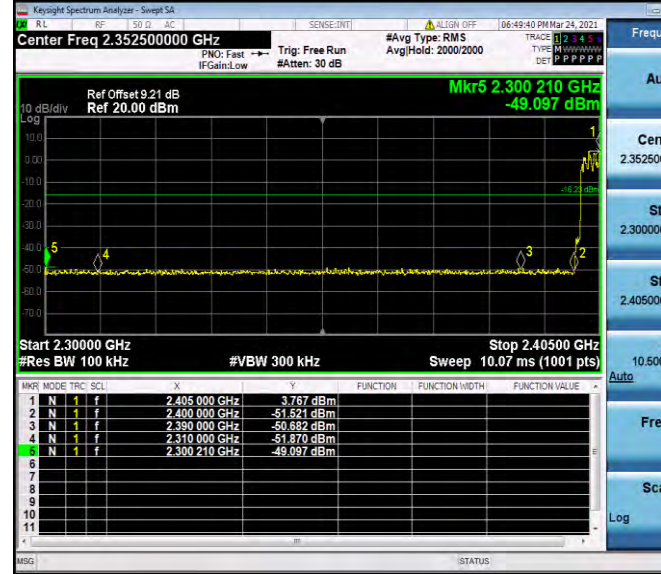 Keysight Spectrum Analyzer - Swept SA
RL RF 50 Ω AC SENSE:INT ALIGN OFF 06:49:40 PM Mar 24, 2021
Center Freq 2.352500000 GHz
PNO: Fast
IFGain:Low
Trig: Free Run
#Atten: 30 dB
#Avg Type: RMS
Avg|Hold: 2000/2000
TRACE 1 2 3 4 5 6
TYPE M W W W W W
DET P P P P P P
Frequ
Ref Offset 9.21 dB
10 dB/div Ref 20.00 dBm
Log
Mkr5 2.300 210 GHz
-49.097 dBm
10.0
0.00
-10.0
-20.0
-30.0
-40.0
-50.0
-60.0
-70.0
-16.23 dBm
1
2
3
4
5
Start 2.30000 GHz Stop 2.40500 GHz
#Res BW 100 kHz #VBW 300 kHz Sweep 10.07 ms (1001 pts)
MKR MODE TRC SCL X Y FUNCTION FUNCTION WIDTH FUNCTION VALUE
1 N 1 f 2.405 000 GHz 3.767 dBm
2 N 1 f 2.400 000 GHz -51.521 dBm
3 N 1 f 2.390 000 GHz -50.682 dBm
4 N 1 f 2.310 000 GHz -51.870 dBm
5 N 1 f 2.300 210 GHz -49.097 dBm
6
7
8
9
10
11
MSG STATUS
Au
Cen
2.35250
St
2.30000
St
2.40500
10.500
Auto
Fre
Sca
Log